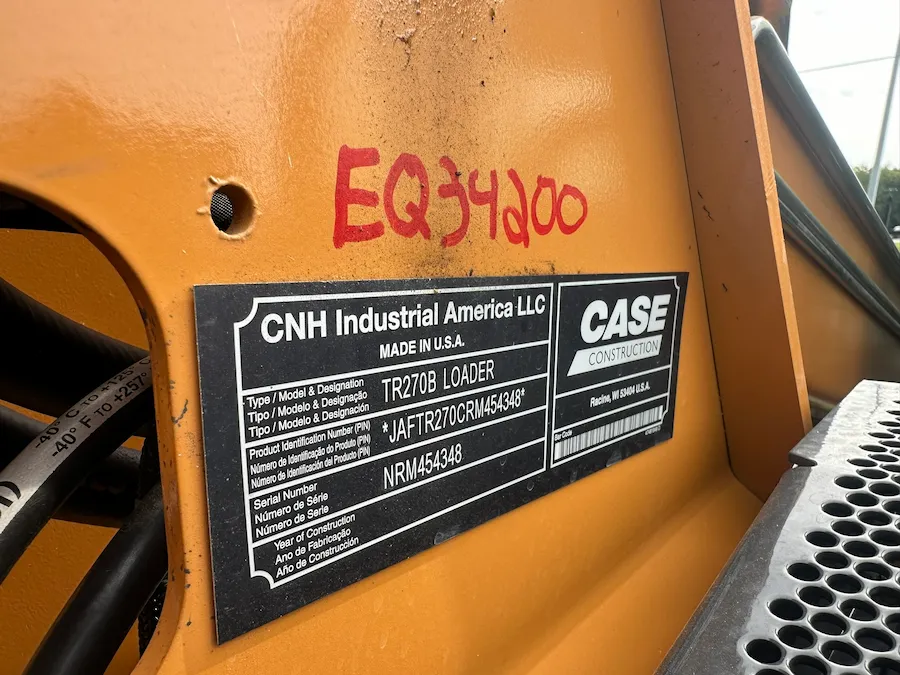 EQ34200
CNH Industrial America LLC
MADE IN U.S.A.
Type / Model & Designation
Tipo / Modelo & Designação
Tipo / Modelo & Designación
TR270B LOADER
Product Identification Number (PIN)
Número de Identificação do Produto (PIN)
Número de Identificación del Producto (PIN)
*JAFTR270CRM454348*
Serial Number
Número de Série
Número de Serie
NRM454348
Year of Construction
Ano de Fabricação
Año de Construcción
CASE
CONSTRUCTION
Racine, WI 53404 U.S.A.
Bar Code
-40° C TO +125°
-40° F TO +257°